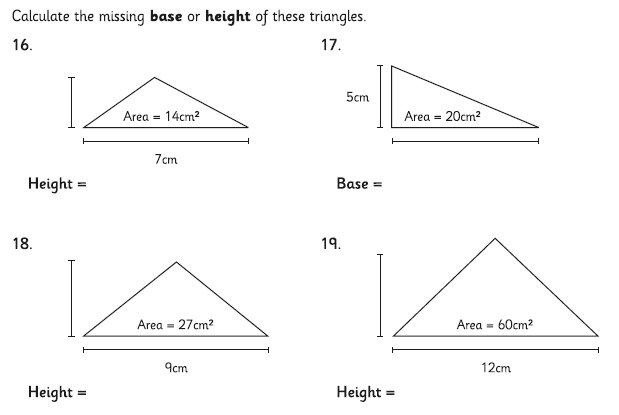 Calculate the missing base or height of these triangles.
16.
Area = 14cm²
7cm
Height =
17.
5cm
Area = 20cm²
Base =
18.
Area = 27cm²
9cm
Height =
19.
Area = 60cm²
12cm
Height =